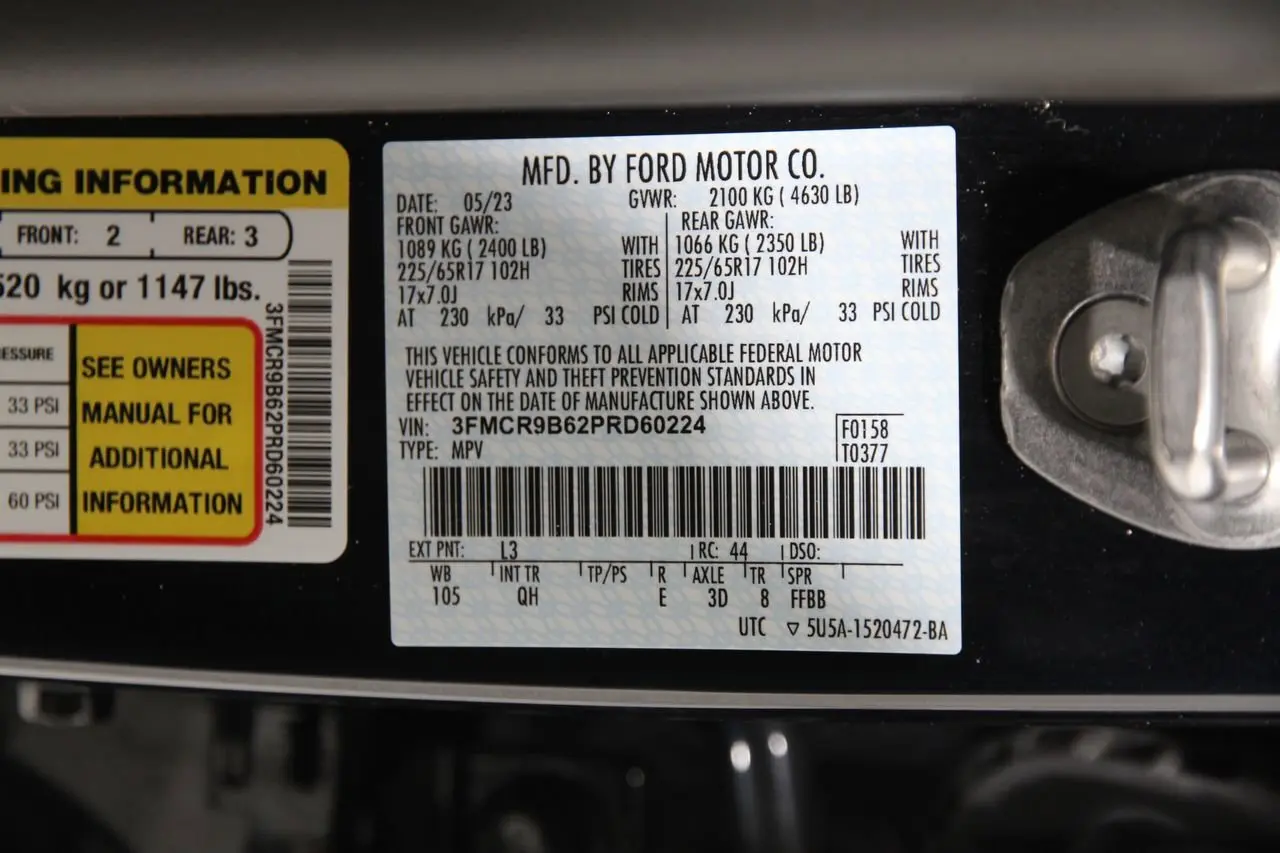 ING INFORMATION
FRONT: 2 REAR: 3
520 kg or 1147 lbs.
ESSURE
33 PSI
33 PSI
60 PSI
SEE OWNERS
MANUAL FOR
ADDITIONAL
INFORMATION
3FMCR9B62PRD60224
MFD. BY FORD MOTOR CO.
DATE: 05/23 GVWR: 2100 KG ( 4630 LB)
FRONT GAWR: REAR GAWR:
1089 KG ( 2400 LB) WITH 1066 KG ( 2350 LB) WITH
225/65R17 102H TIRES 225/65R17 102H TIRES
17x7.0J RIMS 17x7.0J RIMS
AT 230 kPa/ 33 PSI COLD AT 230 kPa/ 33 PSI COLD
THIS VEHICLE CONFORMS TO ALL APPLICABLE FEDERAL MOTOR
VEHICLE SAFETY AND THEFT PREVENTION STANDARDS IN
EFFECT ON THE DATE OF MANUFACTURE SHOWN ABOVE.
VIN: 3FMCR9B62PRD60224 F0158
TYPE: MPV T0377
EXT PNT: L3 RC: 44 DSO:
WB INT TR TP/PS R AXLE TR SPR
105 QH E 3D 8 FFBB
UTC ▽ 5U5A-1520472-BA